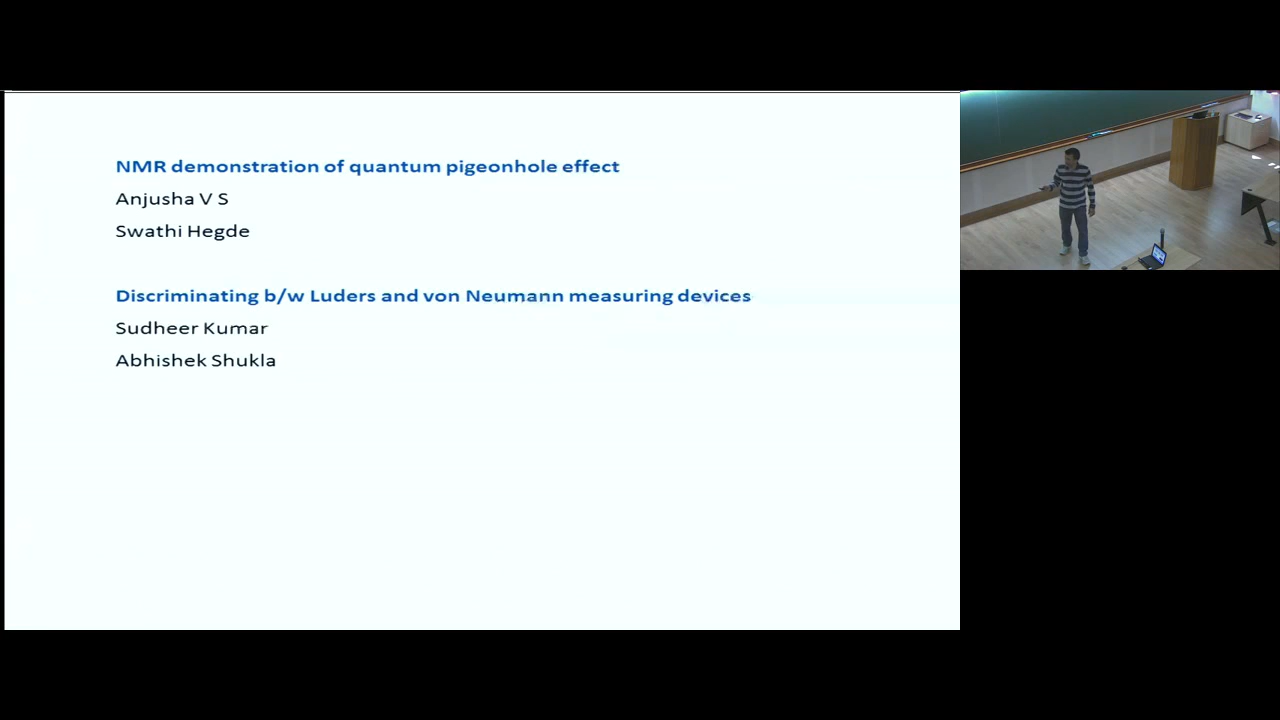 NMR demonstration of quantum pigeonhole effect
Anjusha V S
Swathi Hegde
Discriminating b/w Luders and von Neumann measuring devices
Sudheer Kumar
Abhishek Shukla